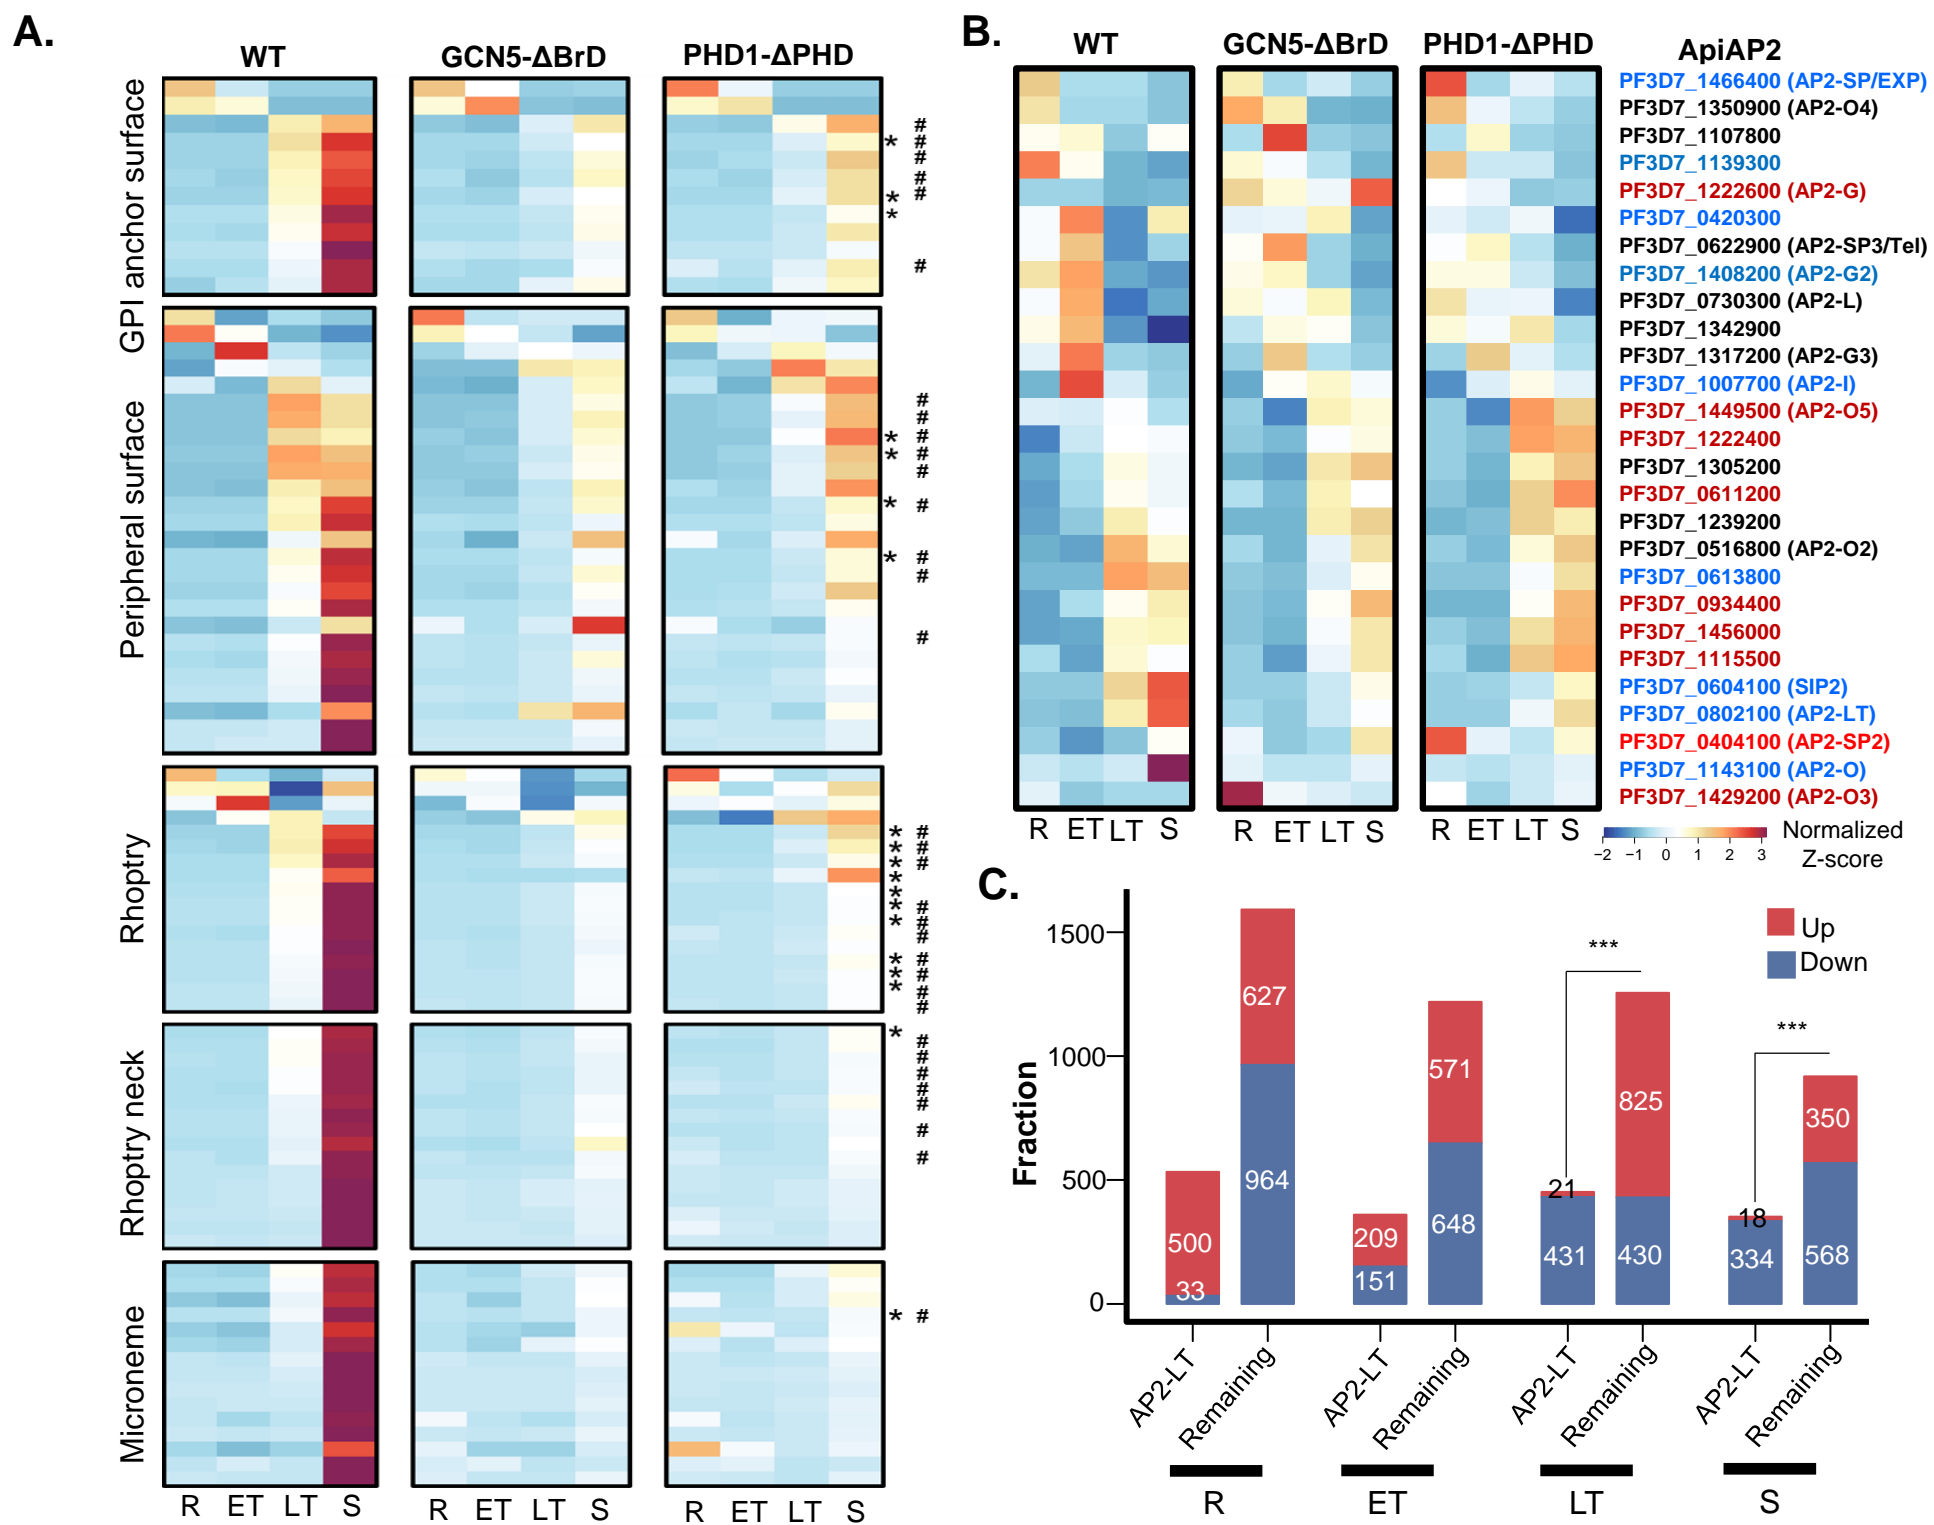 A.
WT
GCN5-ΔBrD
PHD1-ΔPHD
GPI anchor surface
#
* #
#
#
* #
*
#
Peripheral surface
#
#
* #
* #
#
* #
* #
#
#
Rhoptry
* #
* #
* #
*
*
* #
* #
#
* #
* #
* #
#
Rhoptry neck
*
#
#
#
#
#
#
#
Microneme
* #
R ET LT S
R ET LT S
R ET LT S
B.
WT
GCN5-ΔBrD
PHD1-ΔPHD
ApiAP2
PF3D7_1466400 (AP2-SP/EXP)
PF3D7_1350900 (AP2-O4)
PF3D7_1107800
PF3D7_1139300
PF3D7_1222600 (AP2-G)
PF3D7_0420300
PF3D7_0622900 (AP2-SP3/Tel)
PF3D7_1408200 (AP2-G2)
PF3D7_0730300 (AP2-L)
PF3D7_1342900
PF3D7_1317200 (AP2-G3)
PF3D7_1007700 (AP2-I)
PF3D7_1449500 (AP2-O5)
PF3D7_1222400
PF3D7_1305200
PF3D7_0611200
PF3D7_1239200
PF3D7_0516800 (AP2-O2)
PF3D7_0613800
PF3D7_0934400
PF3D7_1456000
PF3D7_1115500
PF3D7_0604100 (SIP2)
PF3D7_0802100 (AP2-LT)
PF3D7_0404100 (AP2-SP2)
PF3D7_1143100 (AP2-O)
PF3D7_1429200 (AP2-O3)
R ET LT S
R ET LT S
R ET LT S
−2 −1 0 1 2 3
Normalized
Z-score
C.
Fraction
1500
1000
500
0
Up
Down
***
***
500
33
627
964
209
151
571
648
21
431
825
430
18
334
350
568
AP2-LT
Remaining
AP2-LT
Remaining
AP2-LT
Remaining
AP2-LT
Remaining
R
ET
LT
S